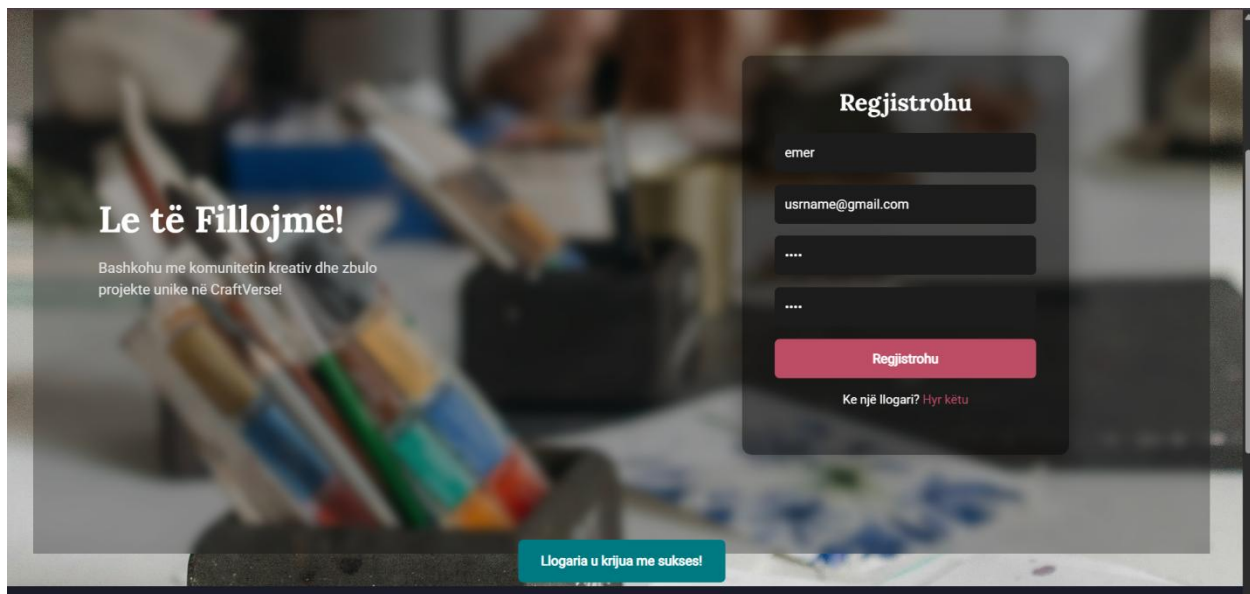 Le të Fillojmë!
Bashkohu me komunitetin kreativ dhe zbulo
projekte unike në CraftVerse!
Regjistrohu
emer
usrname@gmail.com
••••
••••
Regjistrohu
Ke një llogari? Hyr këtu
Llogaria u krijua me sukses!